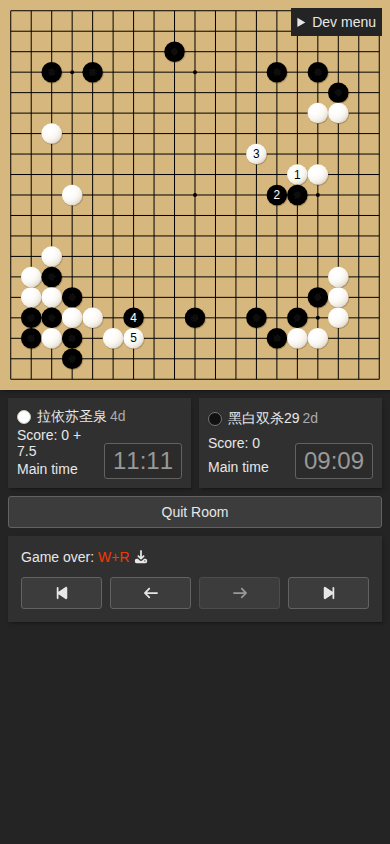 ▶ Dev menu
3
1
2
4
5
拉依苏圣泉 4d
Score: 0 +
7.5
Main time
11:11
黑白双杀29 2d
Score: 0
Main time
09:09
Quit Room
Game over: W+R